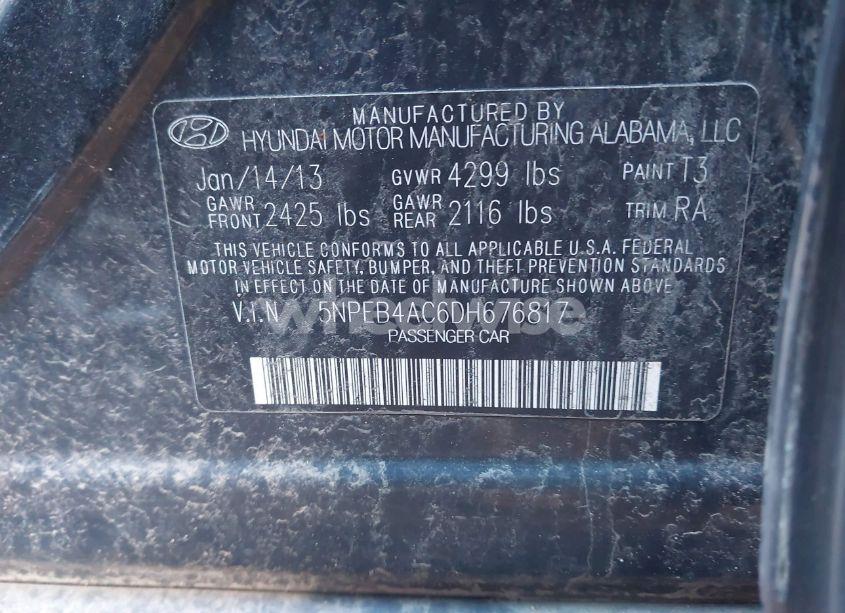 MANUFACTURED BY
HYUNDAI MOTOR MANUFACTURING ALABAMA, LLC
Jan/14/13 GVWR 4299 lbs PAINT T3
GAWR FRONT 2425 lbs GAWR REAR 2116 lbs TRIM RA
THIS VEHICLE CONFORMS TO ALL APPLICABLE U.S.A. FEDERAL
MOTOR VEHICLE SAFETY, BUMPER, AND THEFT PREVENTION STANDARDS
IN EFFECT ON THE DATE OF MANUFACTURE SHOWN ABOVE
V.I.N 5NPEB4AC6DH676817
PASSENGER CAR